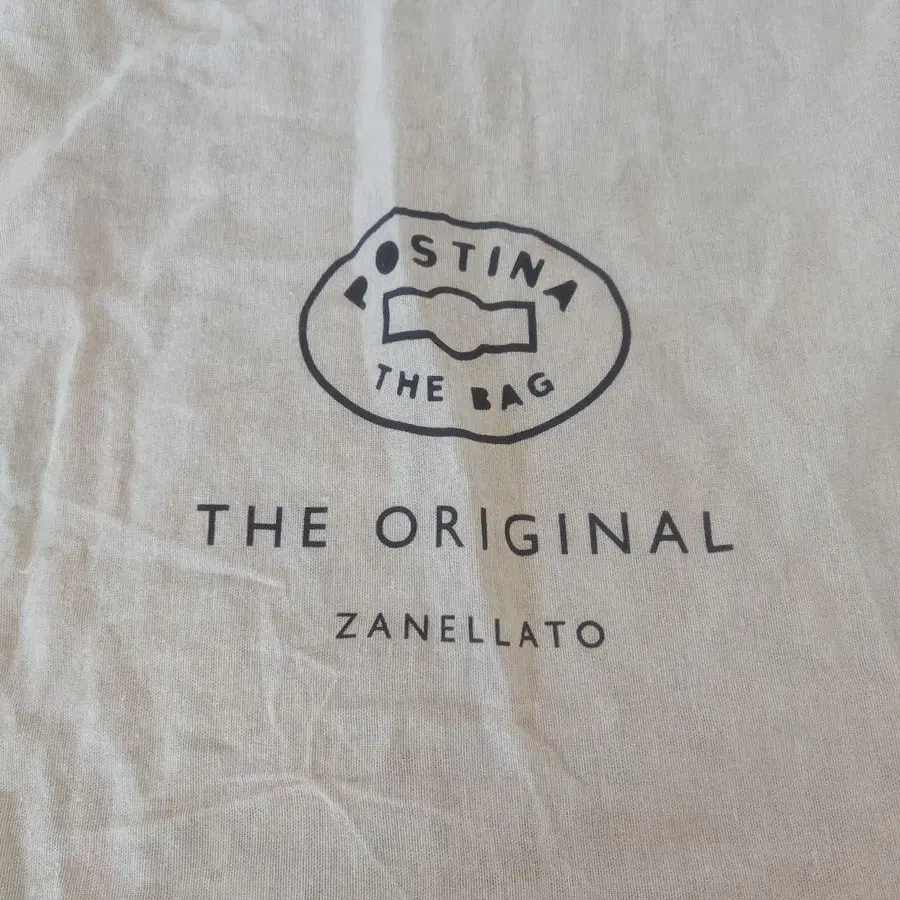 POSTINA
THE BAG
THE ORIGINAL
ZANELLATO